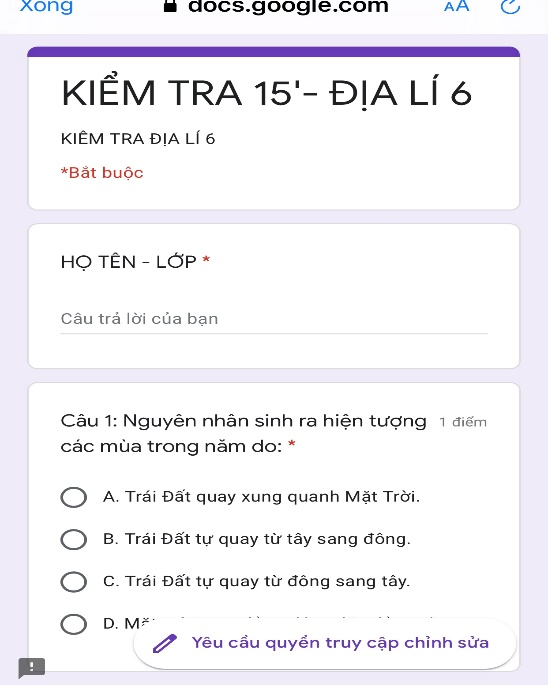 Xong docs.google.com AA
KIỂM TRA 15'- ĐỊA LÍ 6
KIÊM TRA ĐỊA LÍ 6
*Bắt buộc
HỌ TÊN - LỚP *
Câu trả lời của bạn
Câu 1: Nguyên nhân sinh ra hiện tượng 1 điểm
các mùa trong năm do: *
A. Trái Đất quay xung quanh Mặt Trời.
B. Trái Đất tự quay từ tây sang đông.
C. Trái Đất tự quay từ đông sang tây.
D.
Yêu cầu quyền truy cập chỉnh sửa